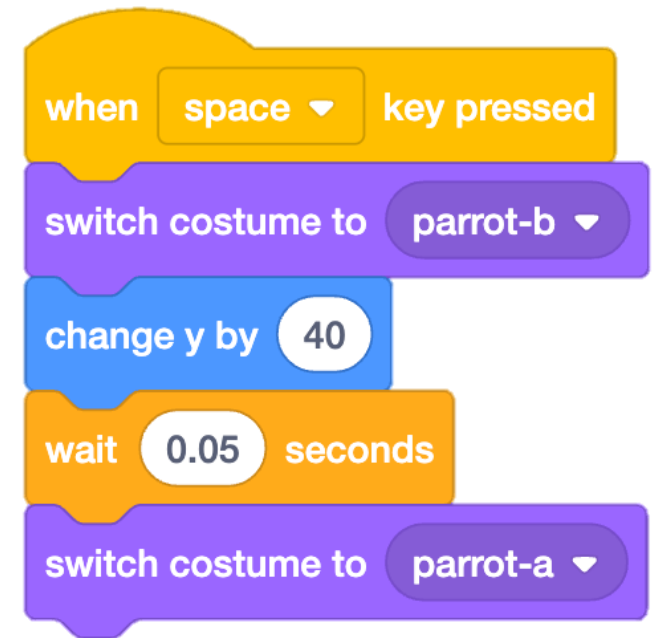 when space key pressed
switch costume to parrot-b
change y by 40
wait 0.05 seconds
switch costume to parrot-a